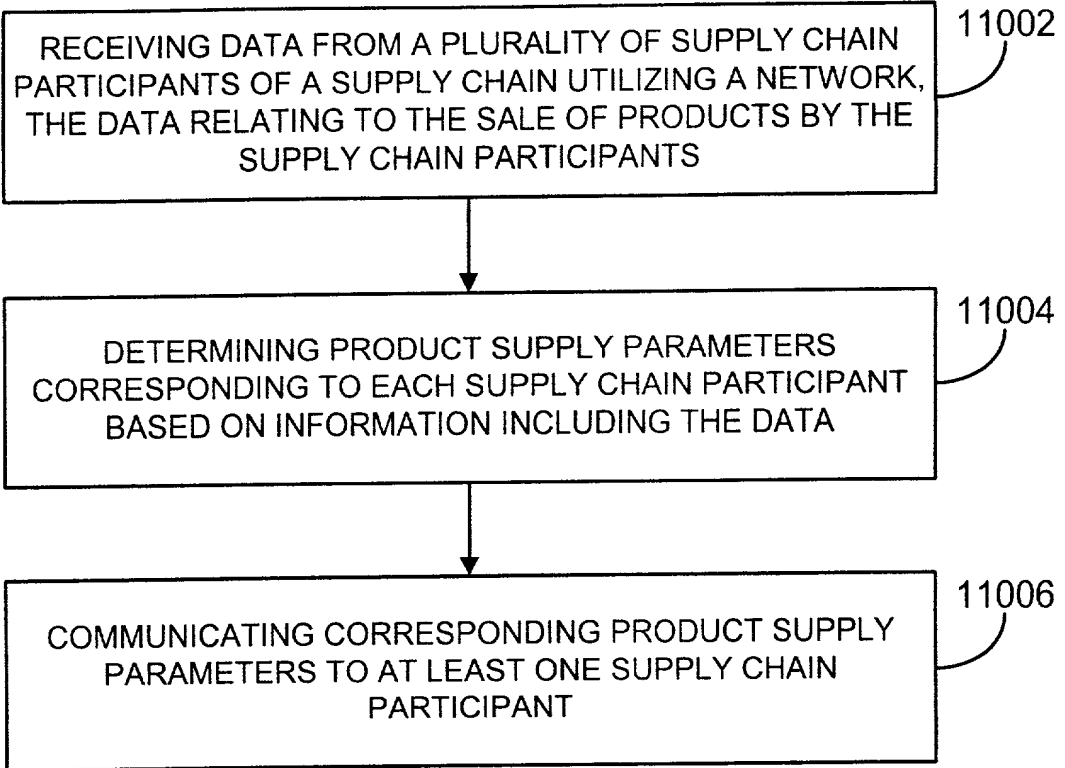 RECEIVING DATA FROM A PLURALITY OF SUPPLY CHAIN
PARTICIPANTS OF A SUPPLY CHAIN UTILIZING A NETWORK,
THE DATA RELATING TO THE SALE OF PRODUCTS BY THE
SUPPLY CHAIN PARTICIPANTS
11002
DETERMINING PRODUCT SUPPLY PARAMETERS
CORRESPONDING TO EACH SUPPLY CHAIN PARTICIPANT
BASED ON INFORMATION INCLUDING THE DATA
11004
COMMUNICATING CORRESPONDING PRODUCT SUPPLY
PARAMETERS TO AT LEAST ONE SUPPLY CHAIN
PARTICIPANT
11006